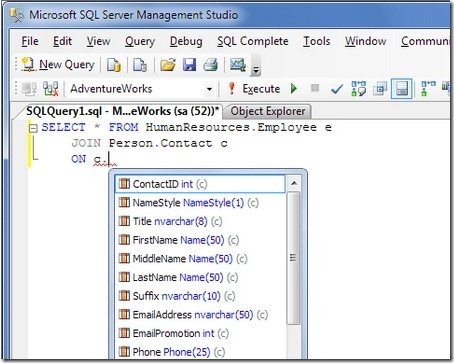 Microsoft SQL Server Management Studio
File Edit View Query Debug SQL Complete Tools Window Communi
New Query
AdventureWorks Execute
SQLQuery1.sql - M...eWorks (sa (52))* Object Explorer
SELECT * FROM HumanResources.Employee e
JOIN Person.Contact c
ON c.
ContactID int (c)
NameStyle NameStyle(1) (c)
Title nvarchar(8) (c)
FirstName Name(50) (c)
MiddleName Name(50) (c)
LastName Name(50) (c)
Suffix nvarchar(10) (c)
EmailAddress nvarchar(50) (c)
EmailPromotion int (c)
Phone Phone(25) (c)